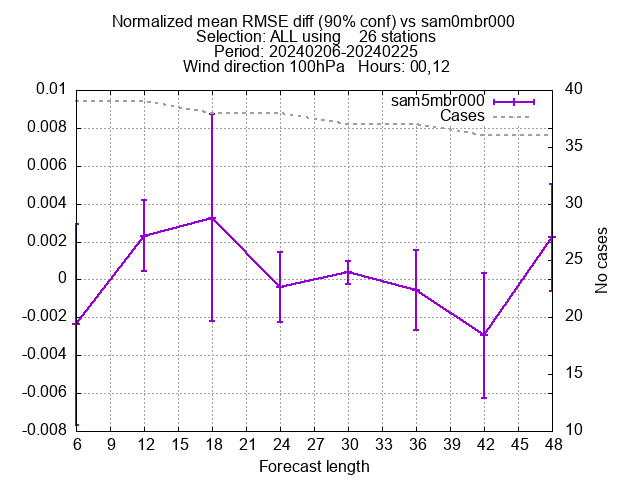 Normalized mean RMSE diff (90% conf) vs sam0mbr000
Selection: ALL using    26 stations
Period: 20240206-20240225
Wind direction 100hPa   Hours: 00,12
sam5mbr000
Cases
0.01
0.008
0.006
0.004
0.002
0
-0.002
-0.004
-0.006
-0.008
40
35
30
25
20
15
10
No cases
6 9 12 15 18 21 24 27 30 33 36 39 42 45 48
Forecast length